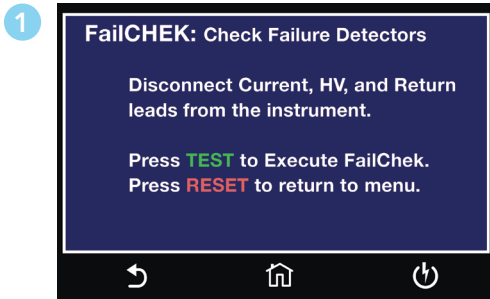 1
FailCHEK: Check Failure Detectors
Disconnect Current, HV, and Return
leads from the instrument.
Press TEST to Execute FailChek.
Press RESET to return to menu.